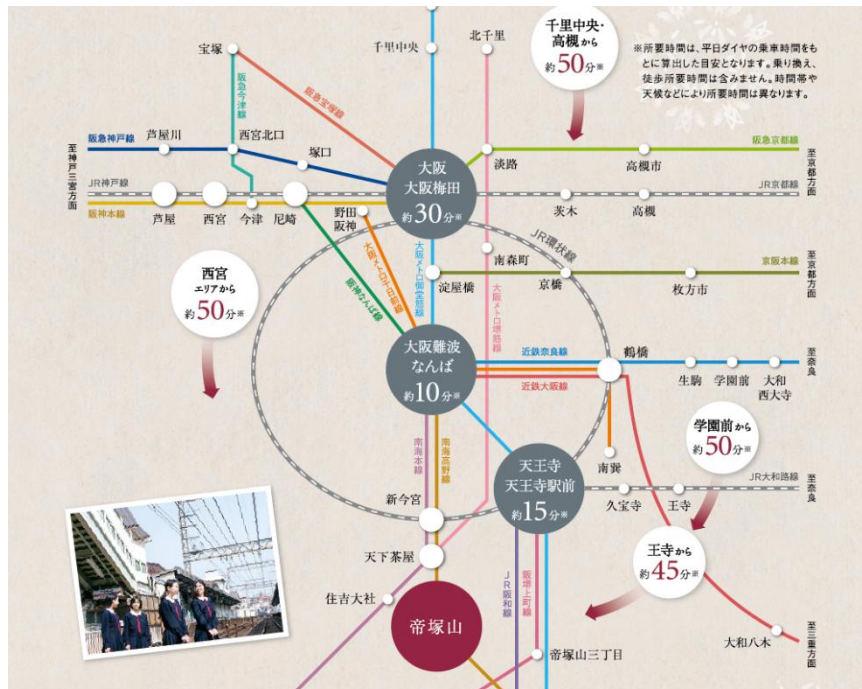 千里中央・
高槻から
約50分※
※所要時間は、平日ダイヤの乗車時間をも
とに算出した目安となります。乗り換え、
徒歩所要時間は含みません。時間帯や
天候などにより所要時間は異なります。
宝塚
千里中央
北千里
阪急今津線
阪急宝塚線
阪急神戸線
芦屋川
西宮北口
塚口
大阪
大阪梅田
約30分※
淡路
高槻市
阪急京都線
至神戸三宮方面
至京都方面
JR神戸線
JR京都線
阪神本線
芦屋
西宮
今津
尼崎
野田
阪神
茨木
高槻
JR環状線
南森町
京阪本線
至京都方面
淀屋橋
京橋
枚方市
西宮
エリアから
約50分※
大阪メトロ千日前線
大阪メトロ御堂筋線
大阪メトロ堺筋線
阪神なんば線
大阪難波
なんば
約10分※
近鉄奈良線
鶴橋
近鉄大阪線
生駒
学園前
大和
西大寺
至奈良
学園前から
約50分※
南海本線
南海高野線
南巽
天王寺
天王寺駅前
約15分※
JR大和路線
至奈良
久宝寺
王寺
新今宮
天下茶屋
王寺から
約45分※
JR阪和線
阪堺上町線
住吉大社
帝塚山
帝塚山三丁目
大和八木
至三重方面